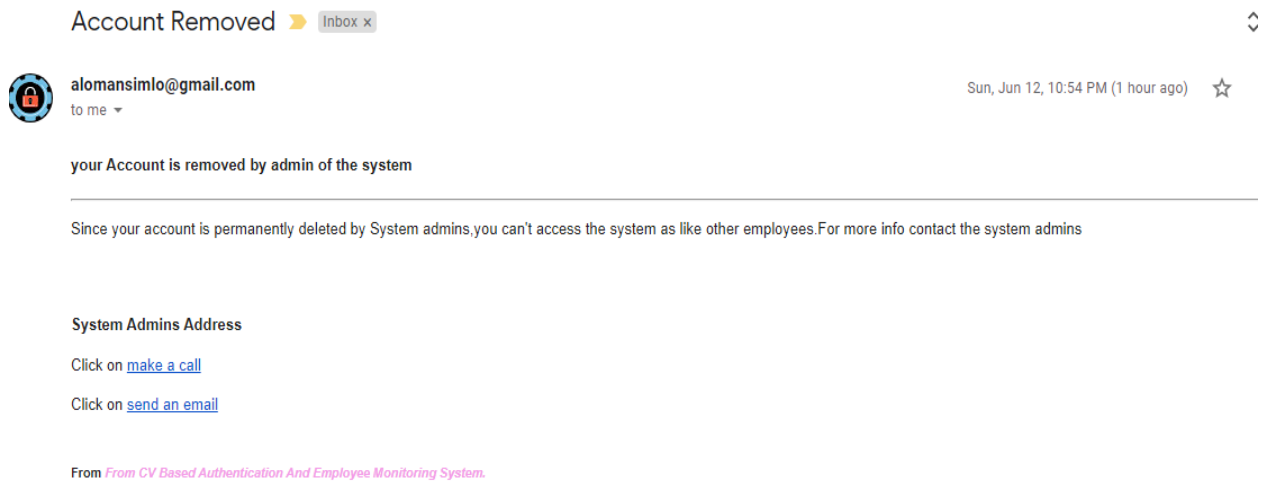 Account Removed Inbox x
alomansimlo@gmail.com Sun, Jun 12, 10:54 PM (1 hour ago)
to me
your Account is removed by admin of the system
Since your account is permanently deleted by System admins,you can't access the system as like other employees.For more info contact the system admins
System Admins Address
Click on make a call
Click on send an email
From From CV Based Authentication And Employee Monitoring System.